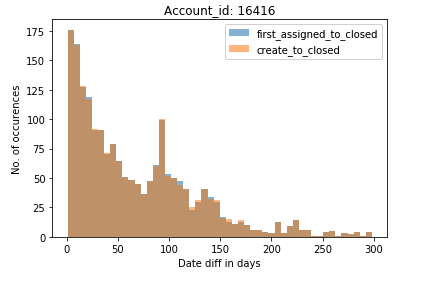 Account_id: 16416
first_assigned_to_closed
create_to_closed
No. of occurences
175
150
125
100
75
50
25
0
0 50 100 150 200 250 300
Date diff in days